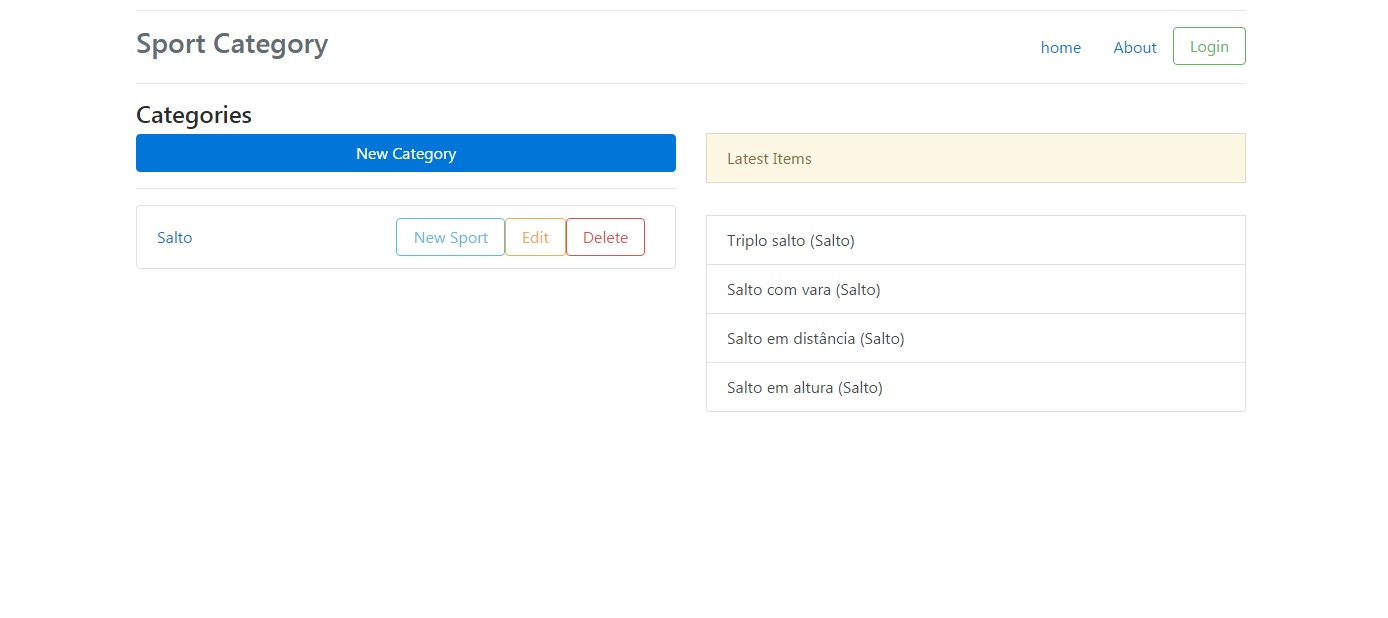 Sport Category
home About Login
Categories
New Category
Salto New Sport Edit Delete
Latest Items
Triplo salto (Salto)
Salto com vara (Salto)
Salto em distância (Salto)
Salto em altura (Salto)